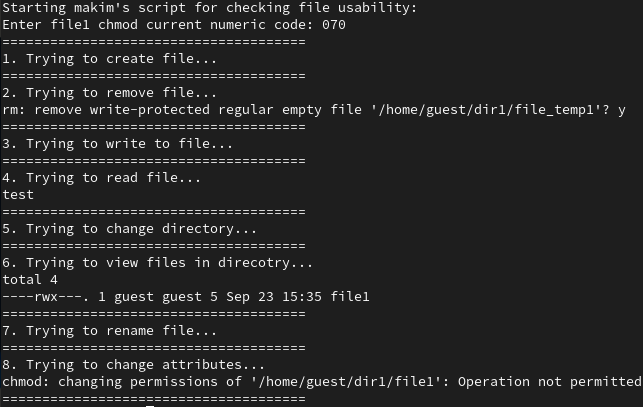 Starting makim's script for checking file usability:
Enter file1 chmod current numeric code: 070
=====================================
1. Trying to create file...
=====================================
2. Trying to remove file...
rm: remove write-protected regular empty file '/home/guest/dir1/file_temp1'? y
=====================================
3. Trying to write to file...
=====================================
4. Trying to read file...
test
=====================================
5. Trying to change directory...
=====================================
6. Trying to view files in direcotry...
total 4
----rwx---. 1 guest guest 5 Sep 23 15:35 file1
=====================================
7. Trying to rename file...
=====================================
8. Trying to change attributes...
chmod: changing permissions of '/home/guest/dir1/file1': Operation not permitted
=====================================